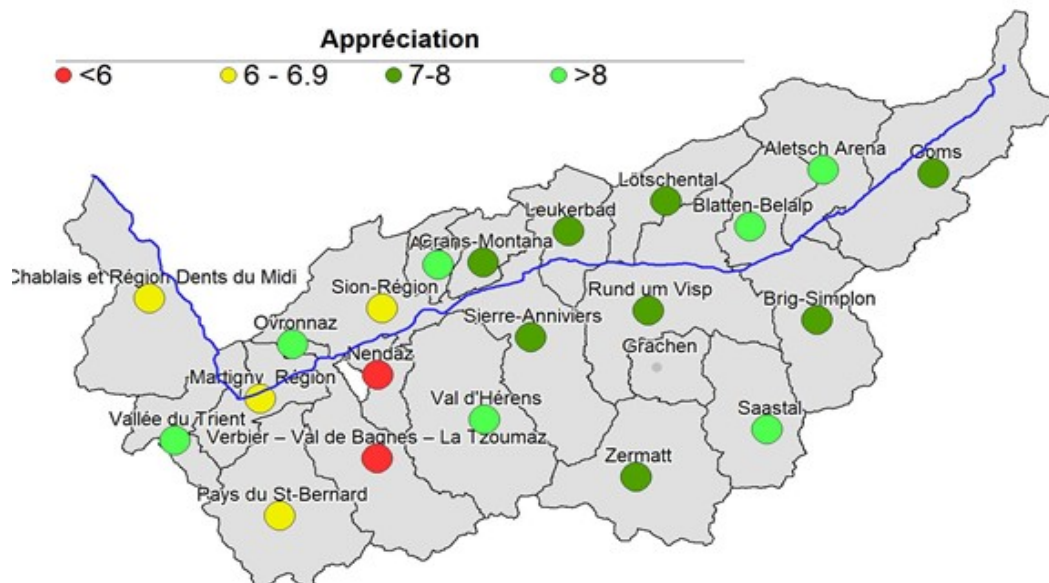 Appréciation
<6
6 - 6.9
7-8
>8
Aletsch Arena
Goms
Lötschental
Blatten-Belalp
Leukerbad
Crans-Montana
Chablais et Région Dents du Midi
Sion-Région
Rund um Visp
Brig-Simplon
Sierre-Anniviers
Ovronnaz
Nendaz
Grächen
Martigny Région
Val d'Hérens
Saastal
Vallée du Trient
Verbier – Val de Bagnes – La Tzoumaz
Zermatt
Pays du St-Bernard